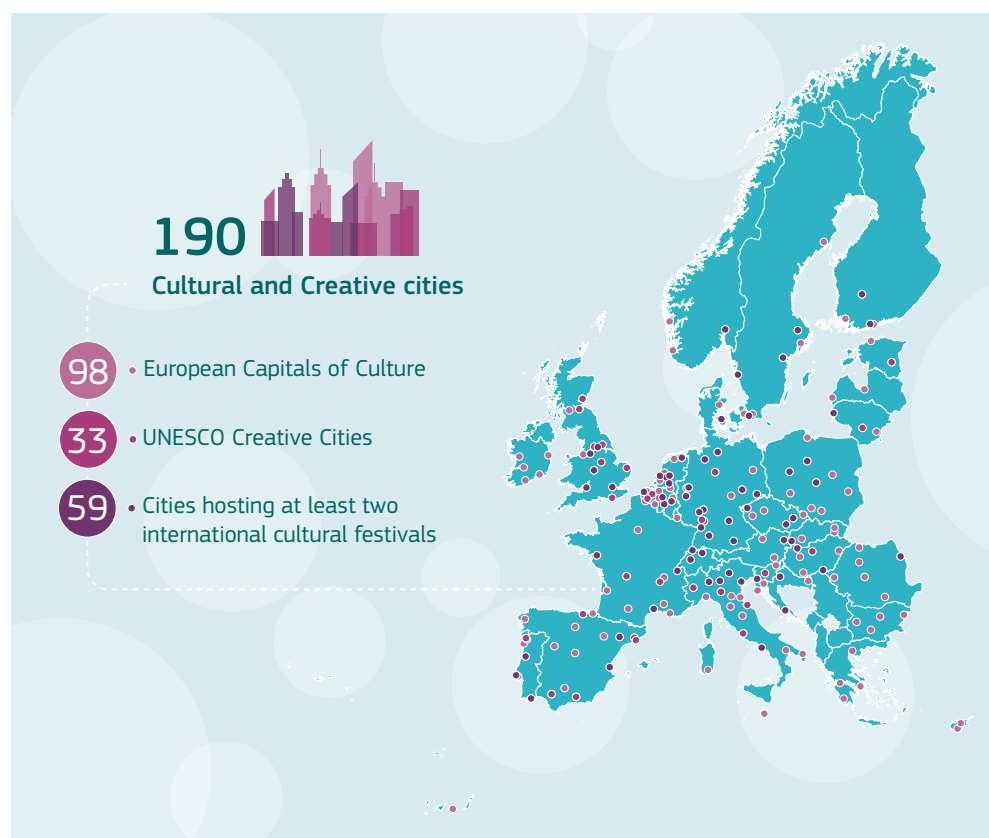 190
Cultural and Creative cities
98 • European Capitals of Culture
33 • UNESCO Creative Cities
59 • Cities hosting at least two
international cultural festivals